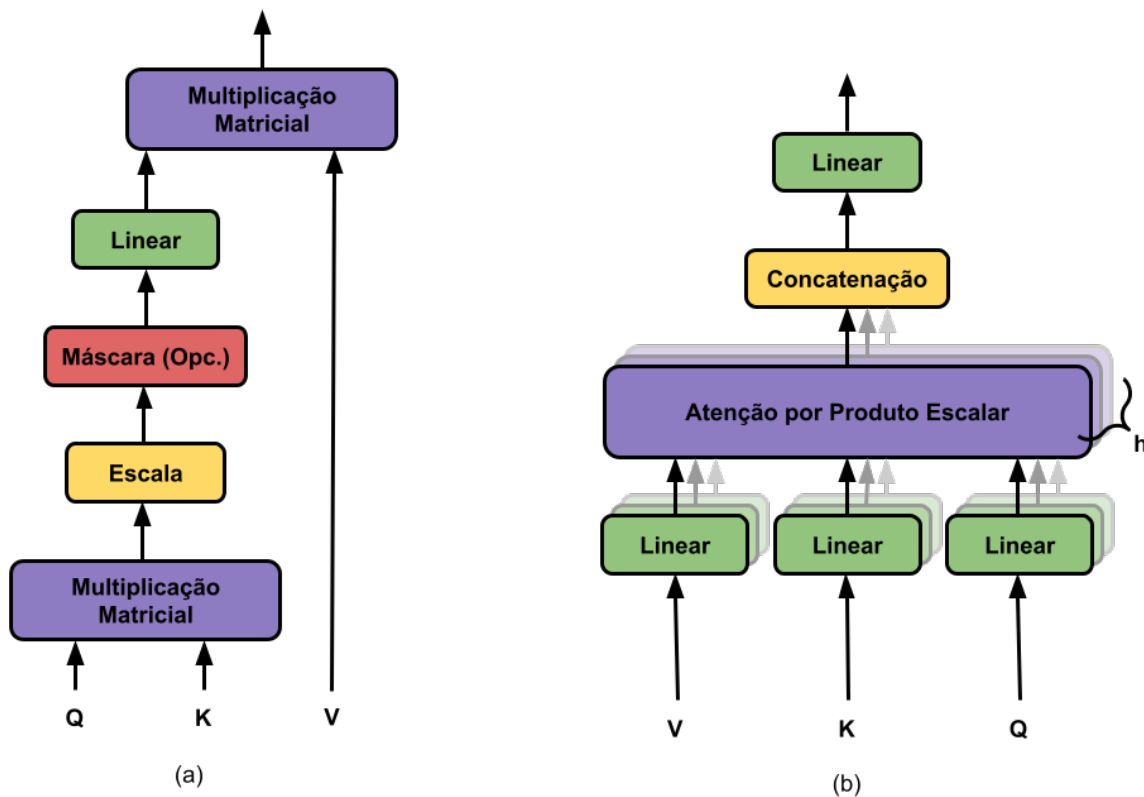 Multiplicação
Matricial
Linear
Máscara (Opc.)
Escala
Multiplicação
Matricial
Q
K
V
(a)
Linear
Concatenação
Atenção por Produto Escalar
h
Linear
Linear
Linear
V
K
Q
(b)